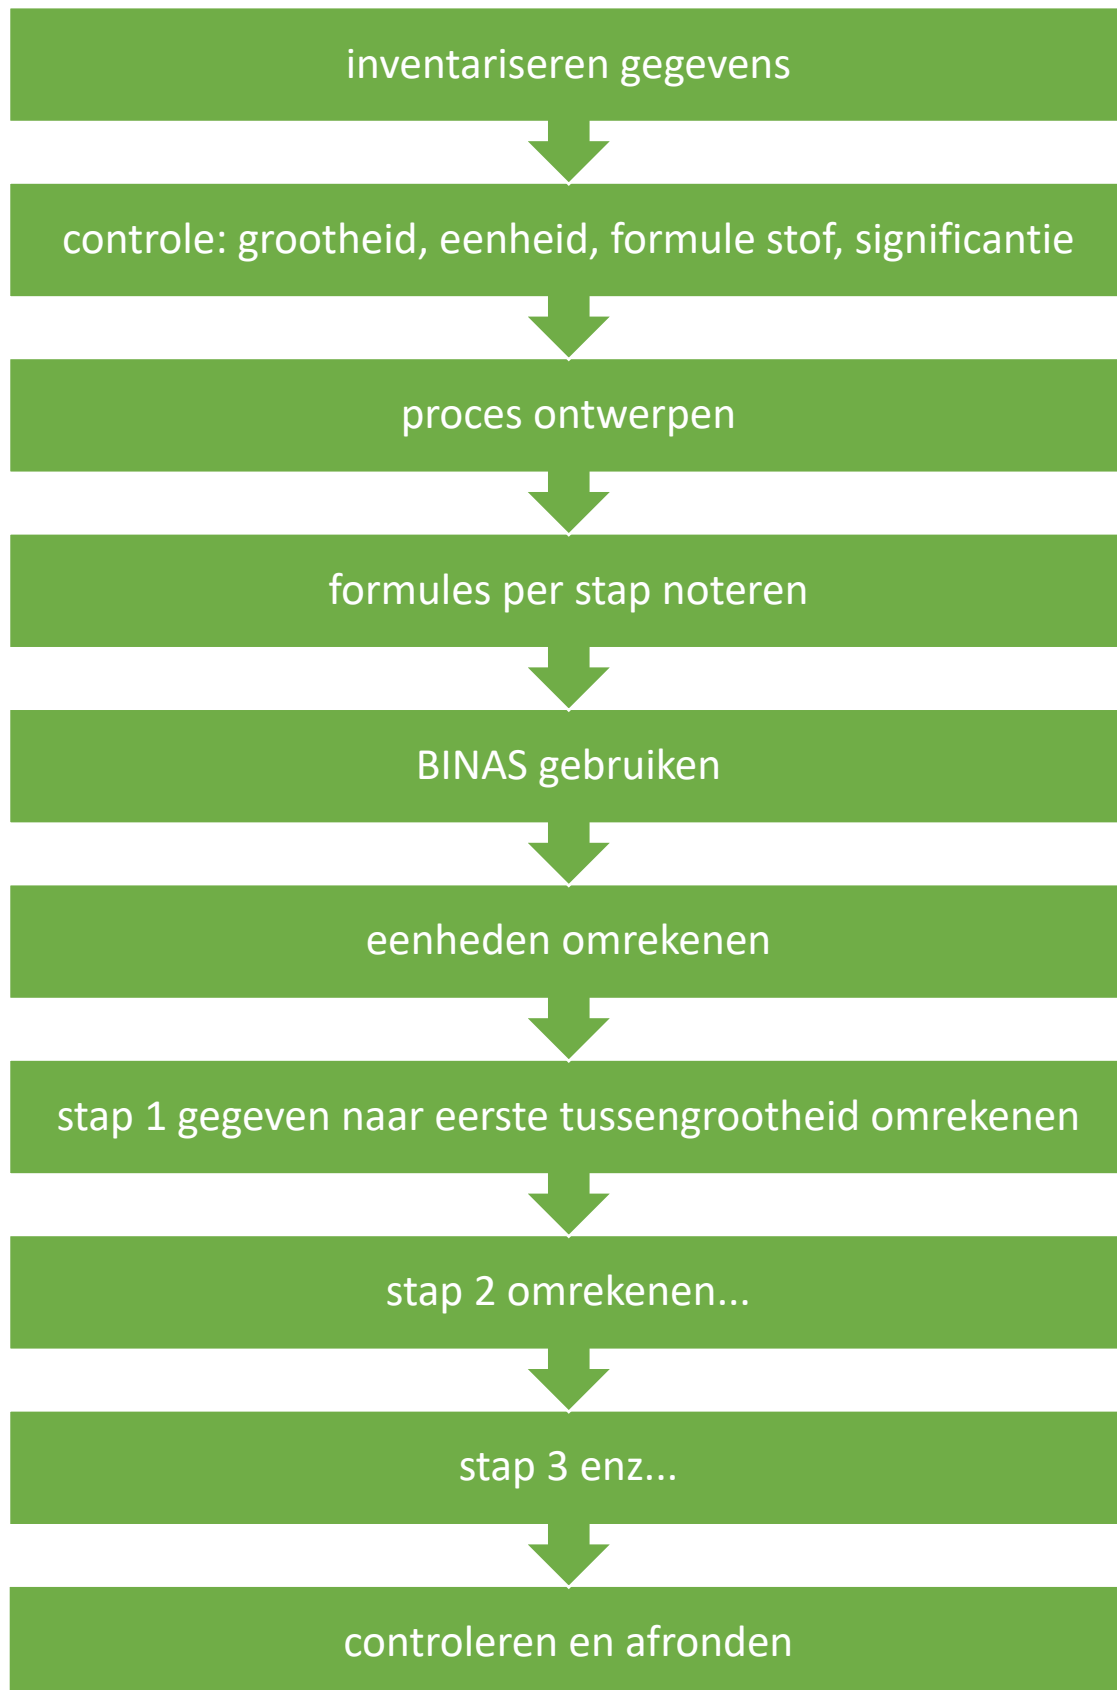 inventariseren gegevens
controle: grootheid, eenheid, formule stof, significantie
proces ontwerpen
formules per stap noteren
BINAS gebruiken
eenheden omrekenen
stap 1 gegeven naar eerste tussengrootheid omrekenen
stap 2 omrekenen...
stap 3 enz...
controleren en afronden